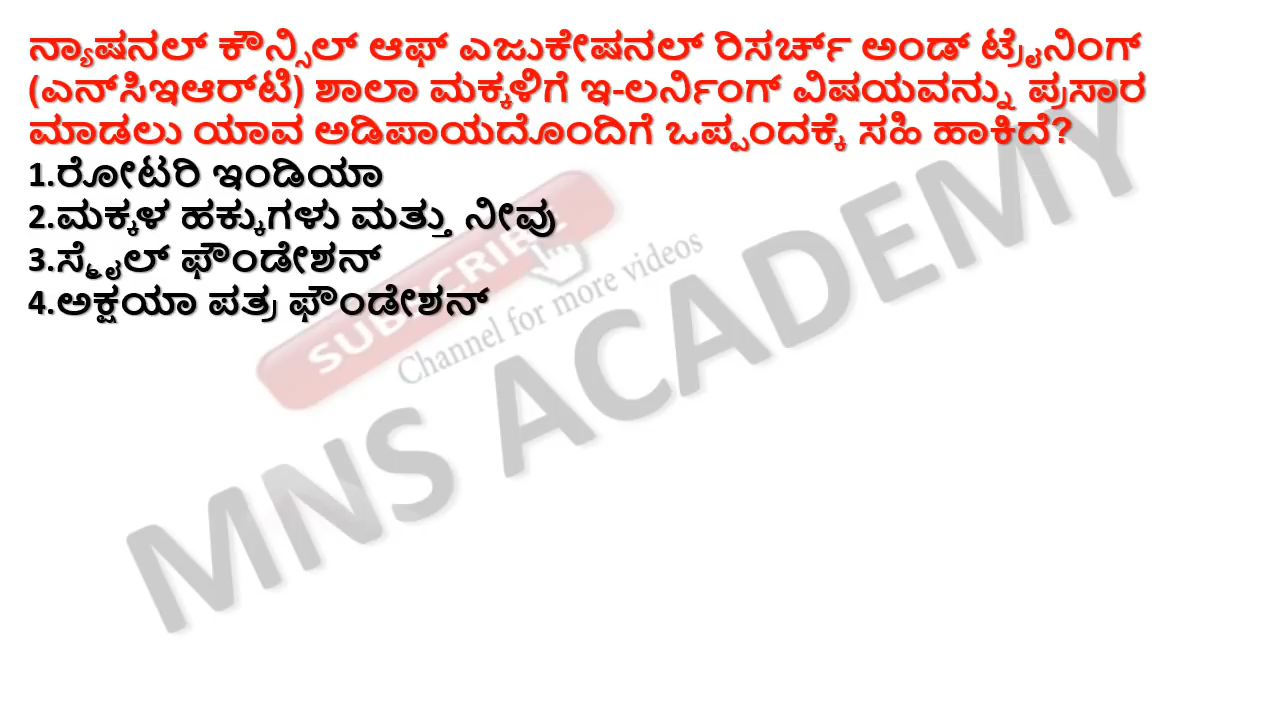 ನ್ಯಾಷನಲ್ ಕೌನ್ಸಿಲ್ ಆಫ್ ಎಜುಕೇಷನಲ್ ರಿಸರ್ಚ್ ಅಂಡ್ ಟ್ರೈನಿಂಗ್
(ಎನ್‌ಸಿಇಆರ್‌ಟಿ) ಶಾಲಾ ಮಕ್ಕಳಿಗೆ ಇ-ಲರ್ನಿಂಗ್ ವಿಷಯವನ್ನು ಪ್ರಸಾರ
ಮಾಡಲು ಯಾವ ಅಡಿಪಾಯದೊಂದಿಗೆ ಒಪ್ಪಂದಕ್ಕೆ ಸಹಿ ಹಾಕಿದೆ?
1.ರೋಟರಿ ಇಂಡಿಯಾ
2.ಮಕ್ಕಳ ಹಕ್ಕುಗಳು ಮತ್ತು ನೀವು
3.ಸ್ಮೈಲ್ ಫೌಂಡೇಶನ್
4.ಅಕ್ಷಯಾ ಪತ್ರ ಫೌಂಡೇಶನ್
SUBSCRIBE
Channel for more videos
MNS ACADEMY